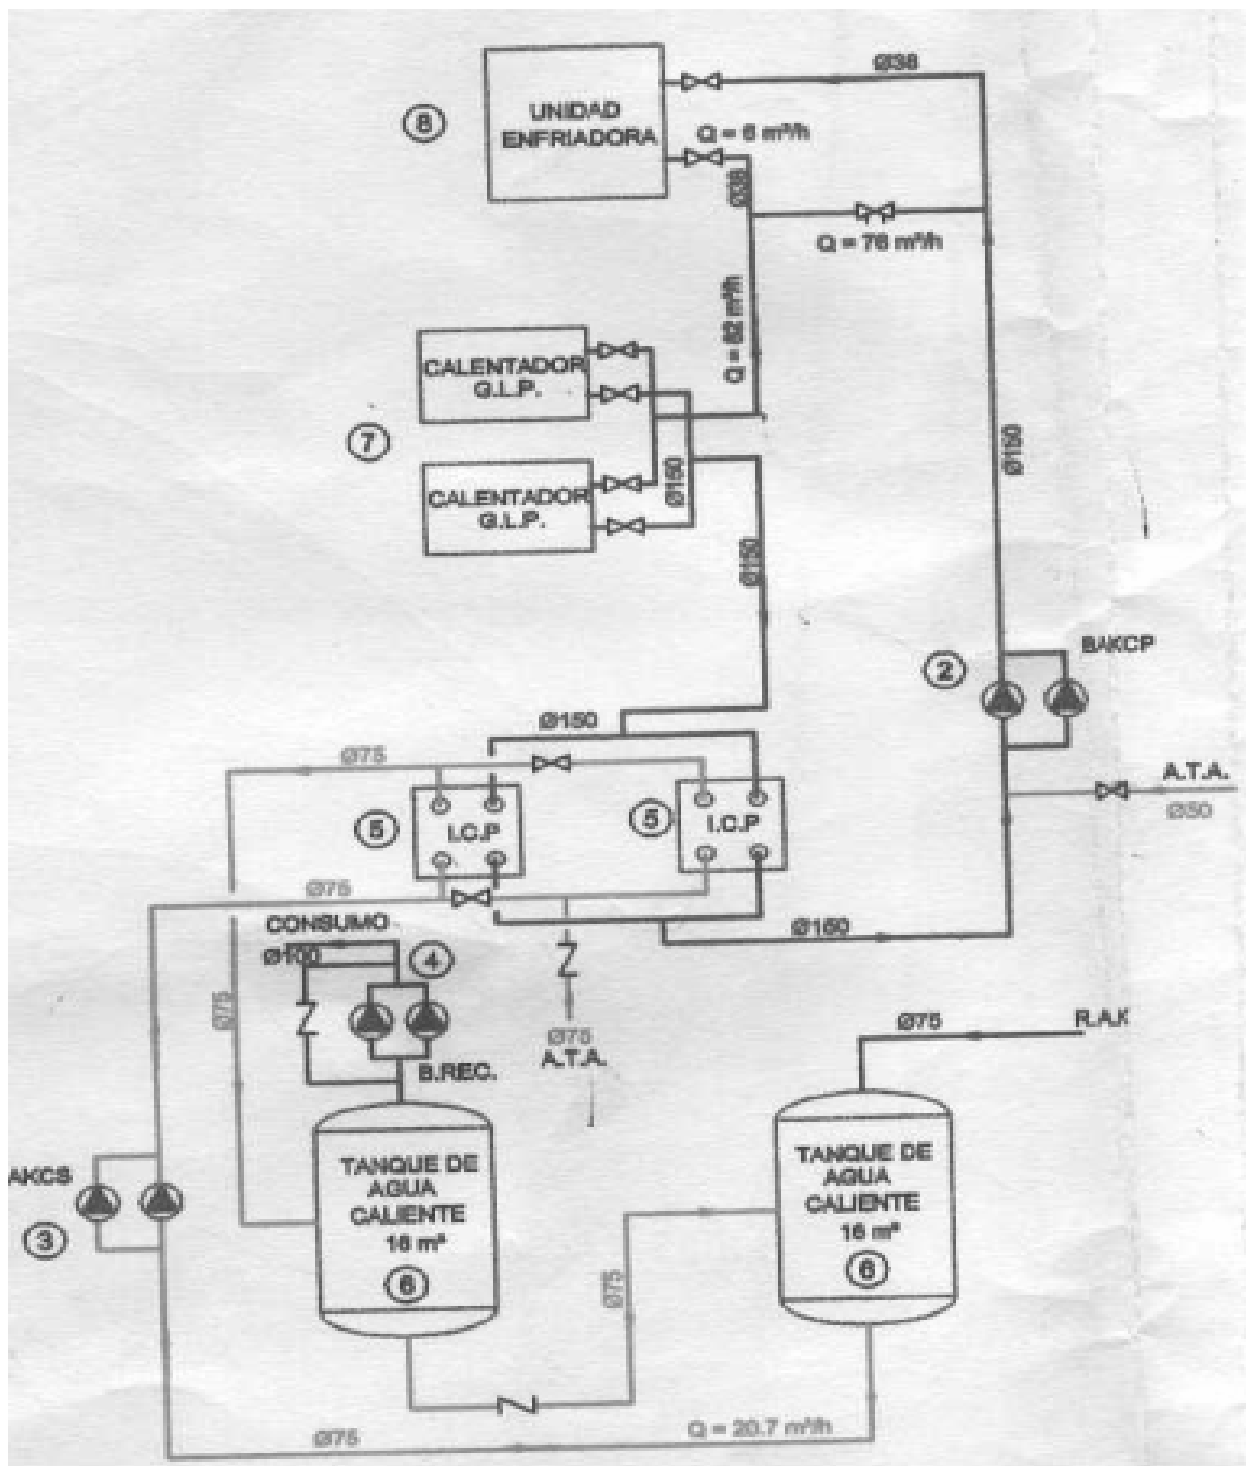 Ø38
UNIDAD
ENFRIADORA
8
Q = 6 m³/h
Ø38
Q = 76 m³/h
Q = 82 m³/h
CALENTADOR
G.L.P.
7
Ø150
Ø150
CALENTADOR
G.L.P.
Ø150
BAKCP
2
Ø150
Ø75
A.T.A.
Ø50
5
I.C.P
5
I.C.P
Ø75
CONSUMO
Ø100
4
Ø150
Ø75
Ø75
A.T.A.
Ø75
R.A.K
B.REC.
AKCS
3
TANQUE DE
AGUA
CALIENTE
16 m³
6
TANQUE DE
AGUA
CALIENTE
16 m³
6
Ø75
Ø75
Q = 20.7 m³/h